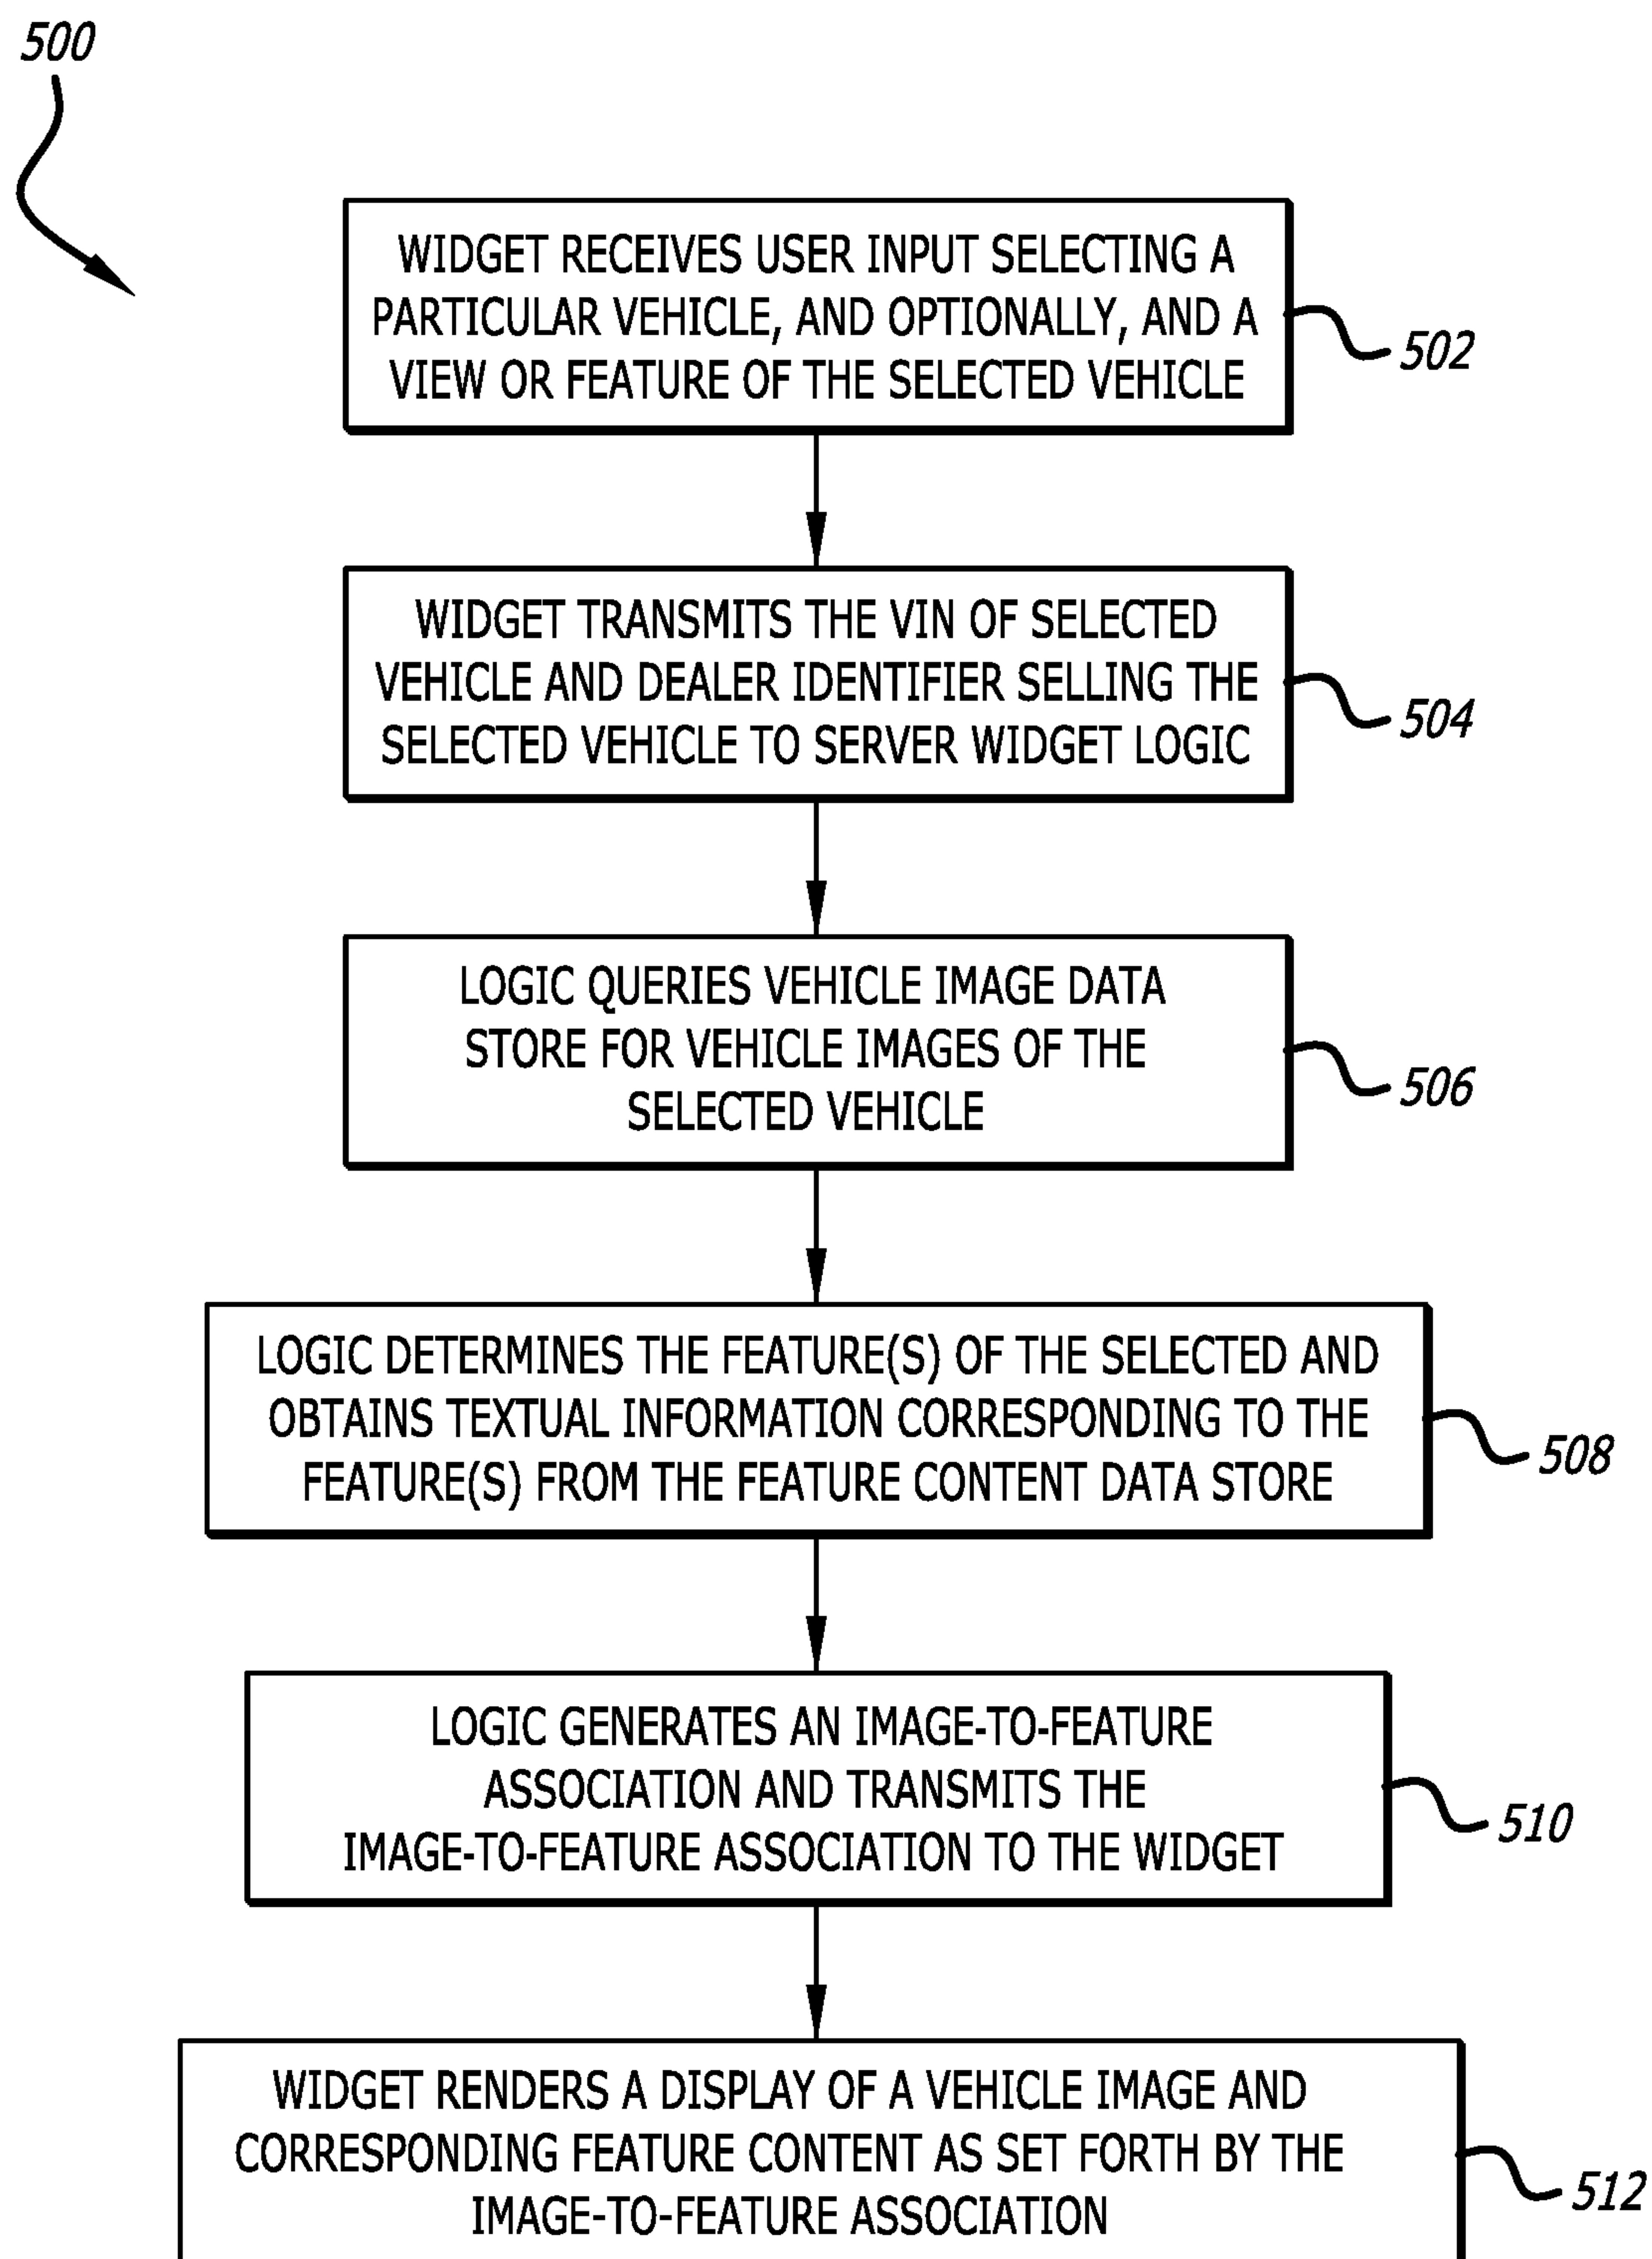 500
WIDGET RECEIVES USER INPUT SELECTING A
PARTICULAR VEHICLE, AND OPTIONALLY, AND A
VIEW OR FEATURE OF THE SELECTED VEHICLE
502
WIDGET TRANSMITS THE VIN OF SELECTED
VEHICLE AND DEALER IDENTIFIER SELLING THE
SELECTED VEHICLE TO SERVER WIDGET LOGIC
504
LOGIC QUERIES VEHICLE IMAGE DATA
STORE FOR VEHICLE IMAGES OF THE
SELECTED VEHICLE
506
LOGIC DETERMINES THE FEATURE(S) OF THE SELECTED AND
OBTAINS TEXTUAL INFORMATION CORRESPONDING TO THE
FEATURE(S) FROM THE FEATURE CONTENT DATA STORE
508
LOGIC GENERATES AN IMAGE-TO-FEATURE
ASSOCIATION AND TRANSMITS THE
IMAGE-TO-FEATURE ASSOCIATION TO THE WIDGET
510
WIDGET RENDERS A DISPLAY OF A VEHICLE IMAGE AND
CORRESPONDING FEATURE CONTENT AS SET FORTH BY THE
IMAGE-TO-FEATURE ASSOCIATION
512